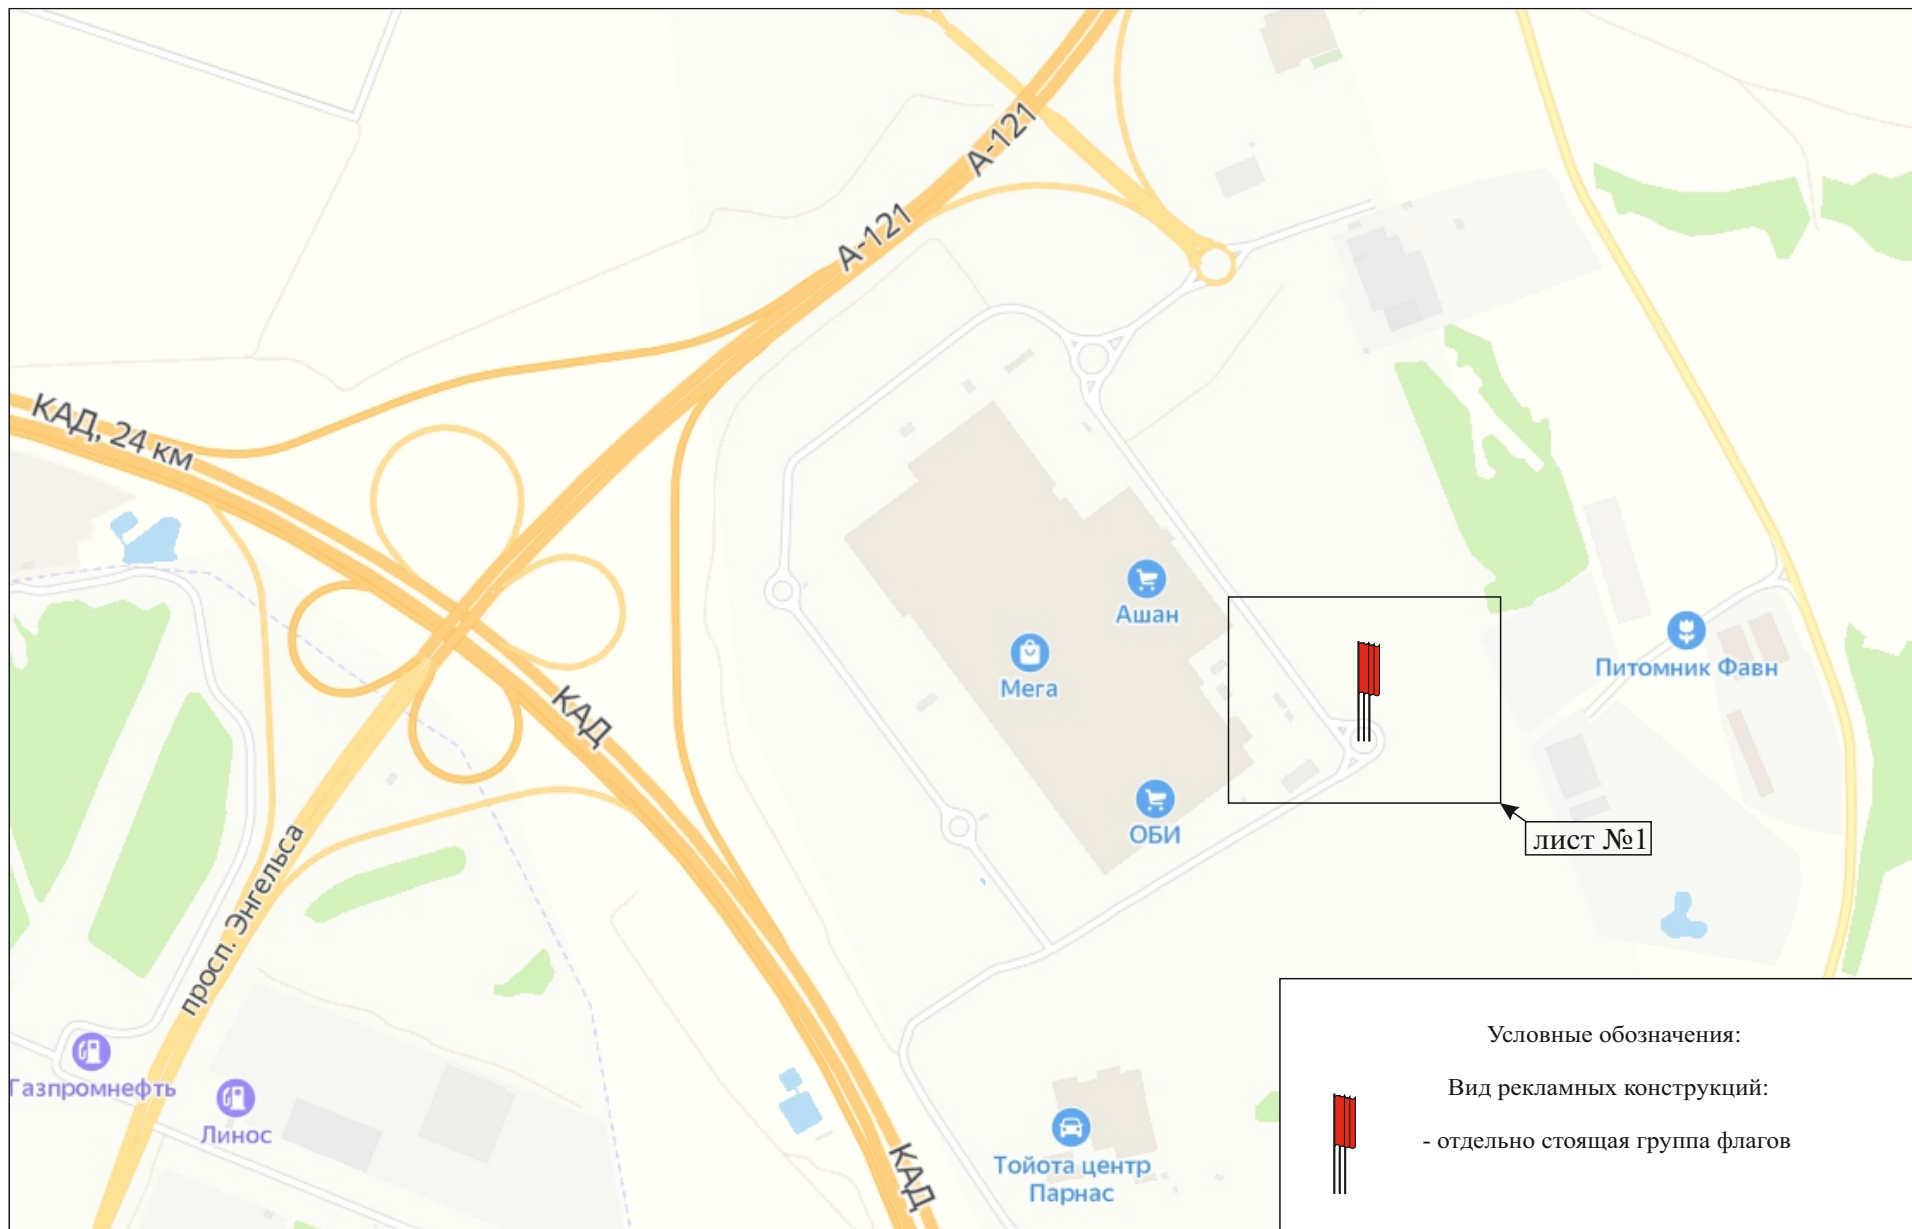 А-121
А-121
КАД, 24 км
Ашан
Мега
Питомник Фавн
КАД
ОБИ
лист №1
просп. Энгельса
Условные обозначения:
Газпромнефть
Вид рекламных конструкций:
Линос
- отдельно стоящая группа флагов
Тойота центр
Парнас
КАД